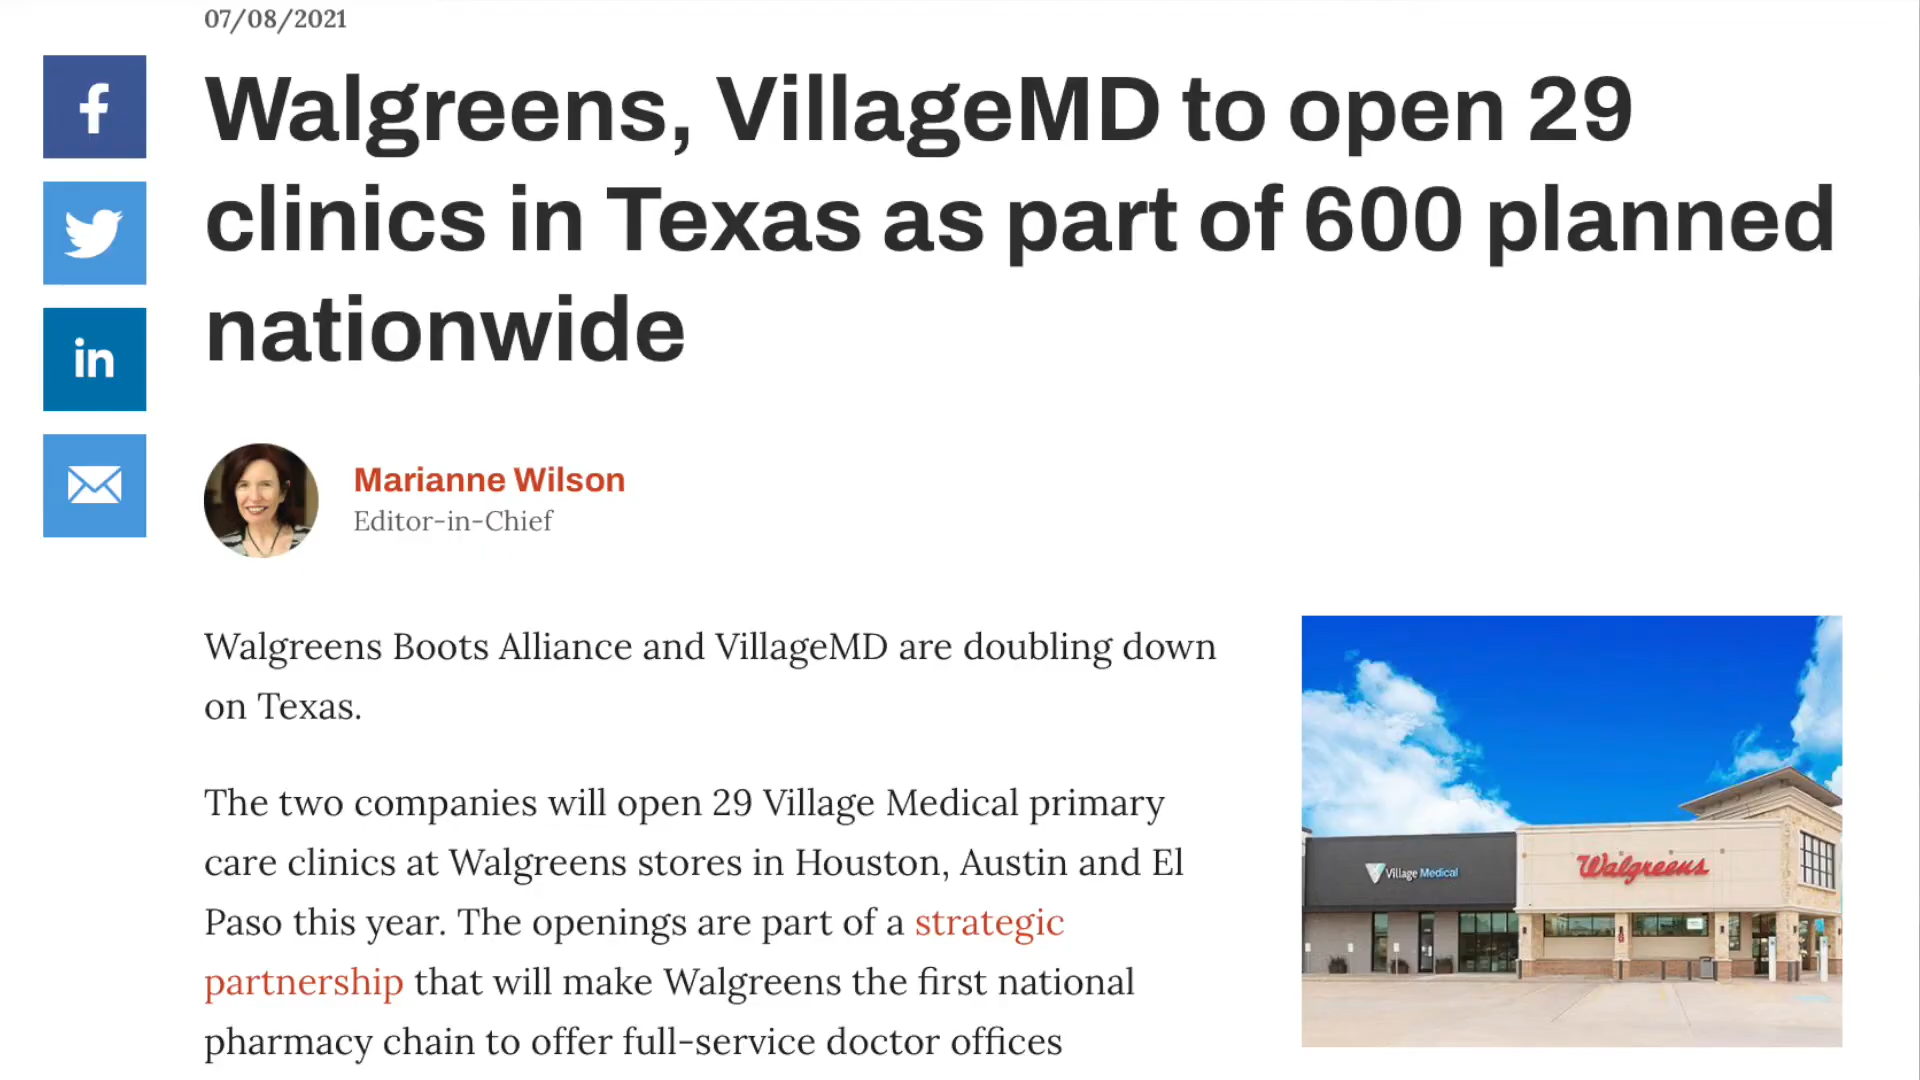 07/08/2021
Walgreens, VillageMD to open 29
clinics in Texas as part of 600 planned
nationwide
Marianne Wilson
Editor-in-Chief
Walgreens Boots Alliance and VillageMD are doubling down
on Texas.
The two companies will open 29 Village Medical primary
care clinics at Walgreens stores in Houston, Austin and El
Paso this year. The openings are part of a strategic
partnership that will make Walgreens the first national
pharmacy chain to offer full-service doctor offices
Village Medical
Walgreens